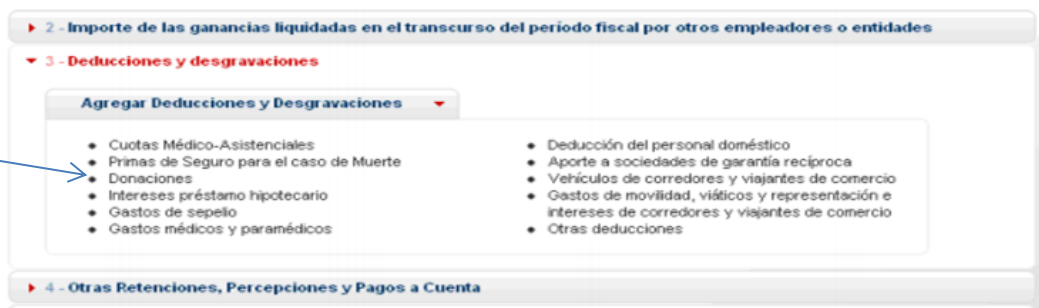 2 - Importe de las ganancias liquidadas en el transcurso del período fiscal por otros empleadores o entidades
3 - Deducciones y desgravaciones
Agregar Deducciones y Desgravaciones
Cuotas Médico-Asistenciales
Primas de Seguro para el caso de Muerte
Donaciones
Intereses préstamo hipotecario
Gastos de sepelio
Gastos médicos y paramédicos
Deducción del personal doméstico
Aporte a sociedades de garantía recíproca
Vehículos de corredores y viajantes de comercio
Gastos de movilidad, viáticos y representación e
intereses de corredores y viajantes de comercio
Otras deducciones
4 - Otras Retenciones, Percepciones y Pagos a Cuenta